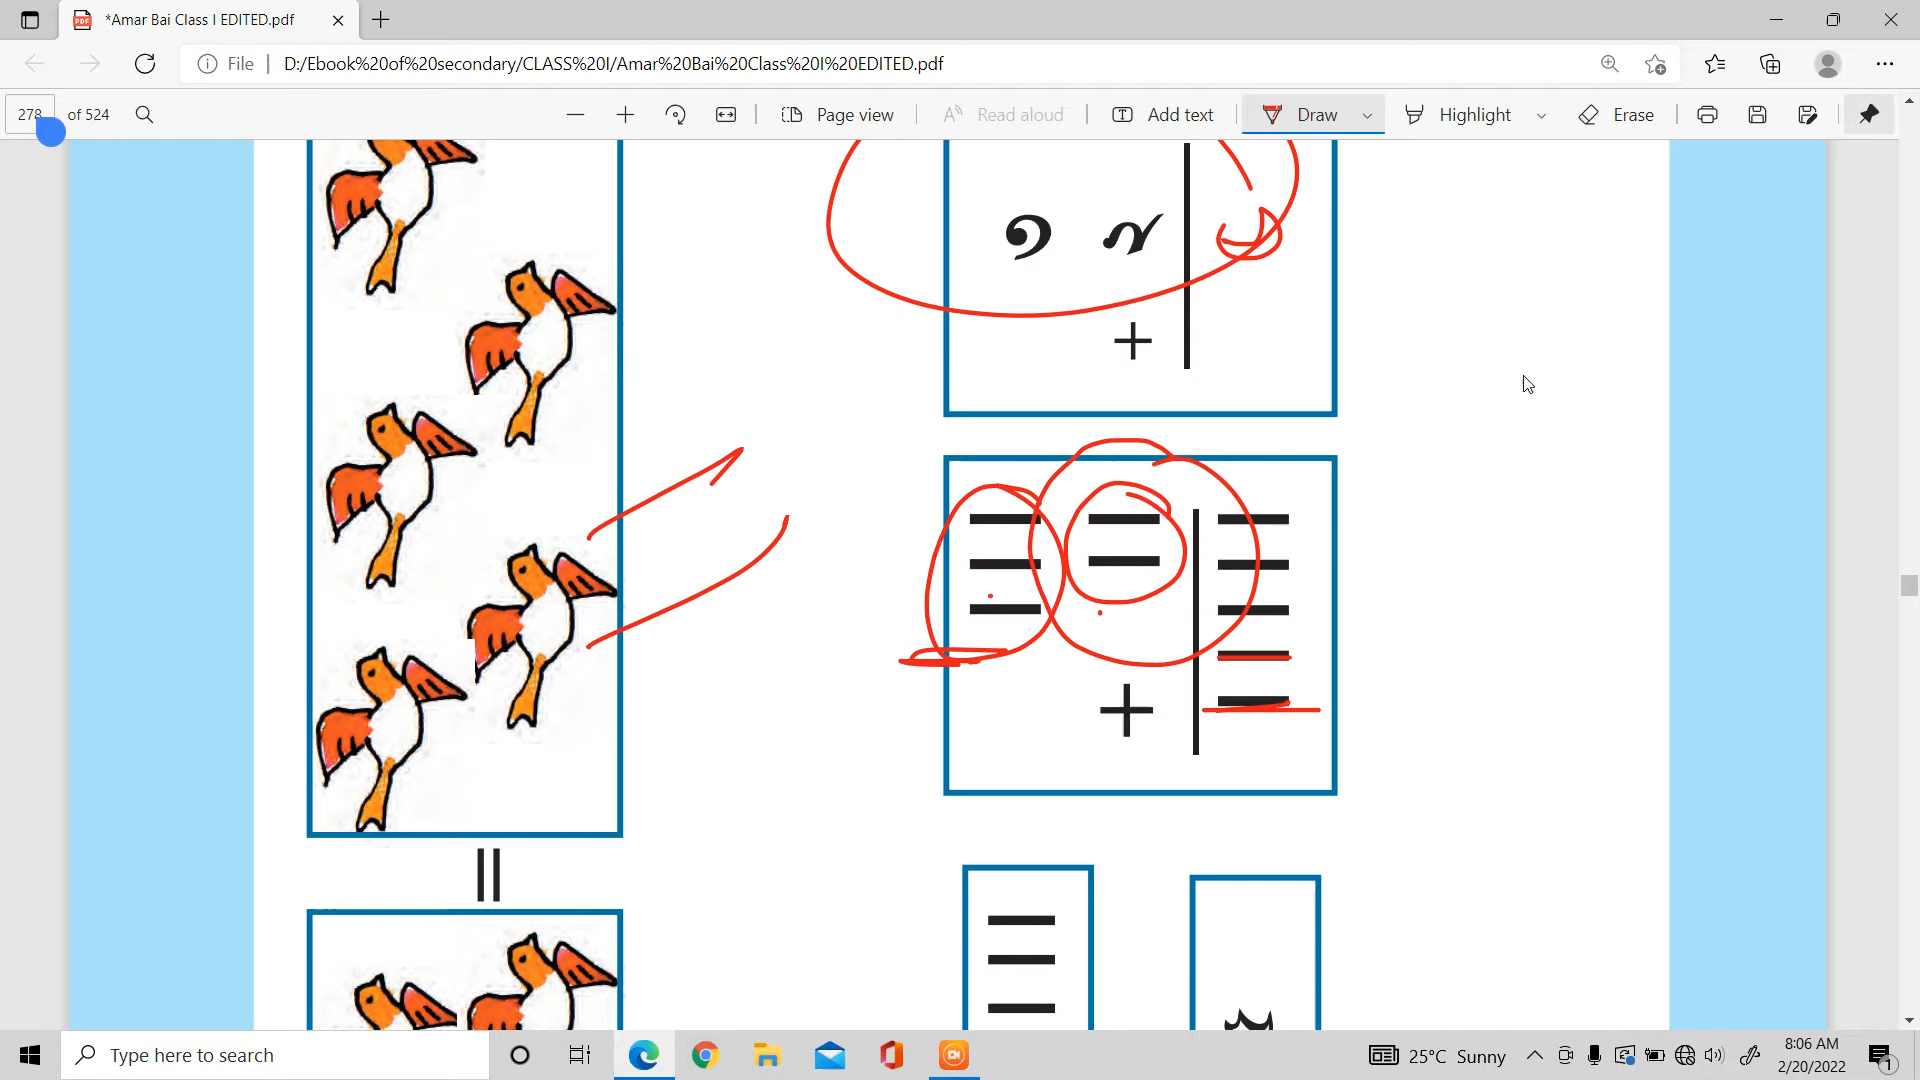 *Amar Bai Class I EDITED.pdf
File
D:/Ebook%20of%20secondary/CLASS%20I/Amar%20Bai%20Class%20I%20EDITED.pdf
278 of 524
Page view
Read aloud
Add text
Draw
Highlight
Erase
+
+
=
Type here to search
25°C Sunny
8:06 AM
2/20/2022
1